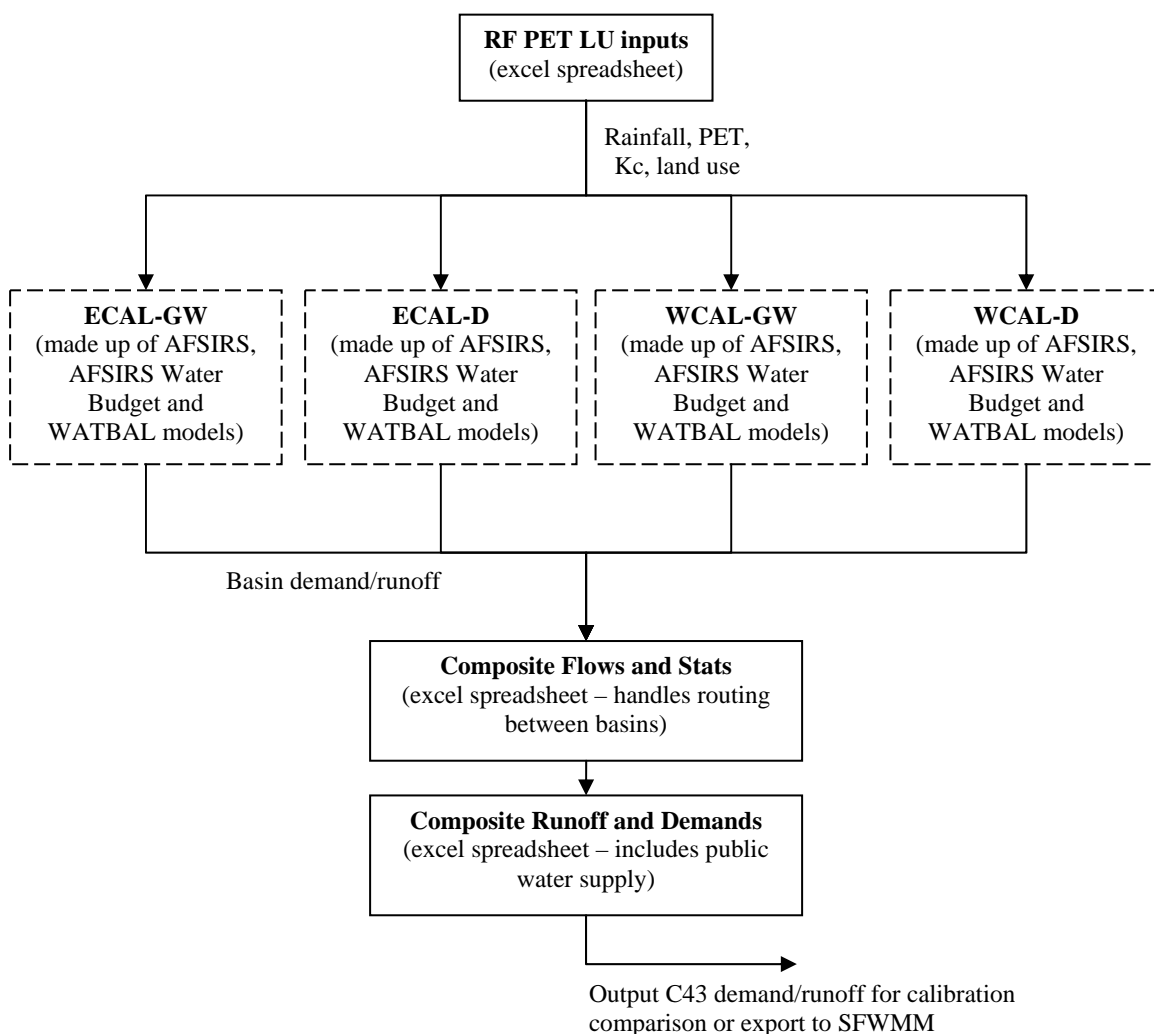 RF PET LU inputs
(excel spreadsheet)
Rainfall, PET,
Kc, land use
ECAL-GW
(made up of AFSIRS,
AFSIRS Water
Budget and
WATBAL models)
ECAL-D
(made up of AFSIRS,
AFSIRS Water
Budget and
WATBAL models)
WCAL-GW
(made up of AFSIRS,
AFSIRS Water
Budget and
WATBAL models)
WCAL-D
(made up of AFSIRS,
AFSIRS Water
Budget and
WATBAL models)
Basin demand/runoff
Composite Flows and Stats
(excel spreadsheet – handles routing
between basins)
Composite Runoff and Demands
(excel spreadsheet – includes public
water supply)
Output C43 demand/runoff for calibration
comparison or export to SFWMM